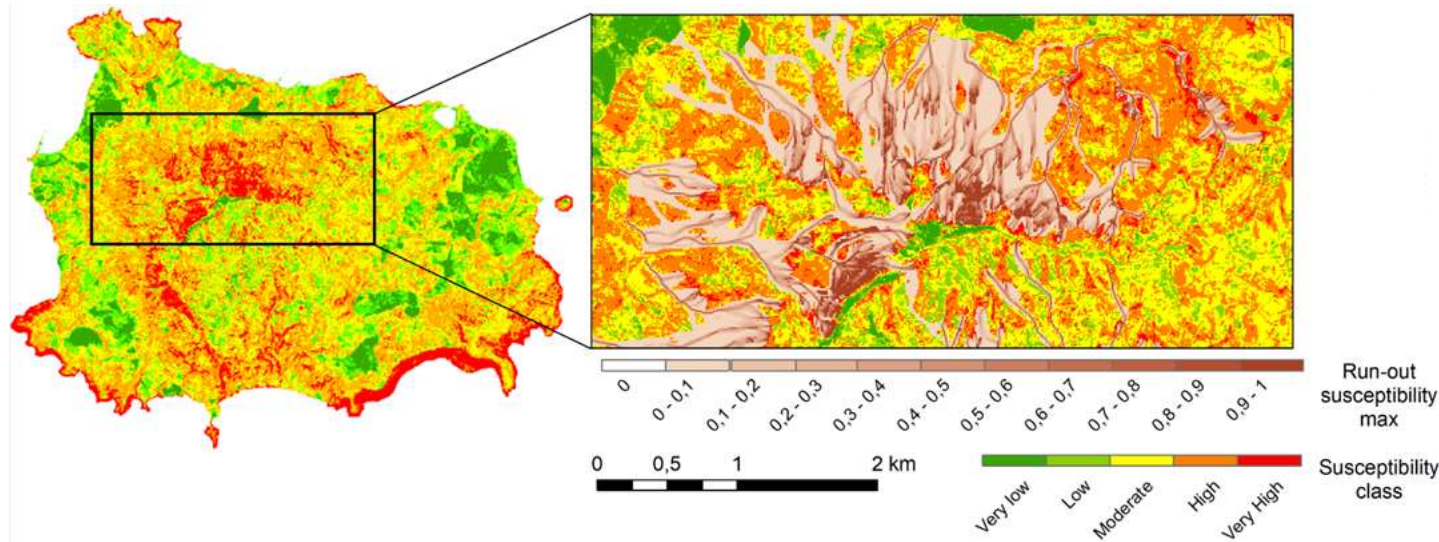 0
0 - 0,1
0,1 - 0,2
0,2 - 0,3
0,3 - 0,4
0,4 - 0,5
0,5 - 0,6
0,6 - 0,7
0,7 - 0,8
0,8 - 0,9
0,9 - 1
Run-out
susceptibility
max
0 0,5 1 2 km
Very low
Low
Moderate
High
Very High
Susceptibility
class